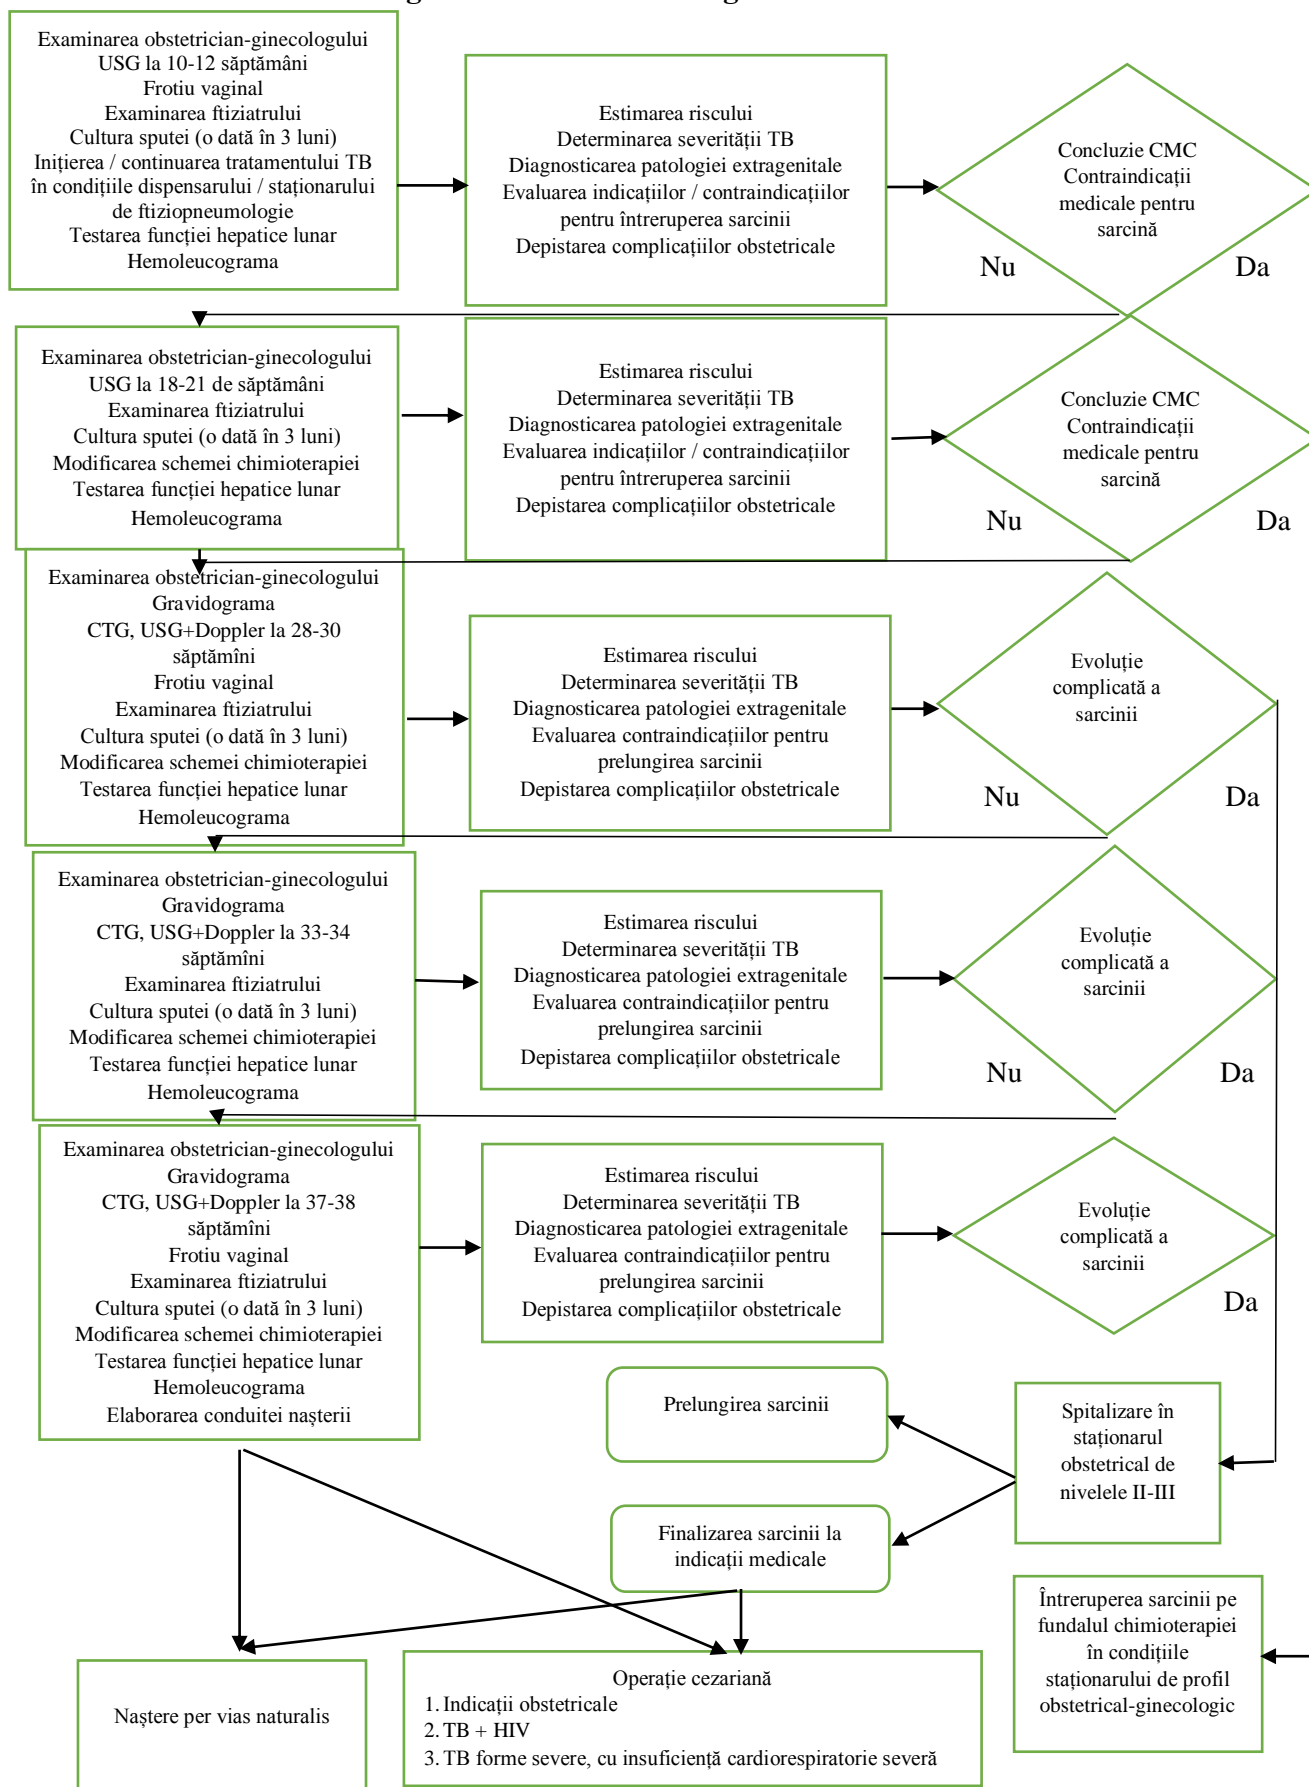 Examinarea obstetrician-ginecologului
USG la 10-12 săptămâni
Frotiu vaginal
Examinarea ftiziatrului
Cultura sputei (o dată în 3 luni)
Inițierea / continuarea tratamentului TB
în condițiile dispensarului / staționarului
de ftiziopneumologie
Testarea funcției hepatice lunar
Hemoleucograma
Estimarea riscului
Determinarea severității TB
Diagnosticarea patologiei extragenitale
Evaluarea indicațiilor / contraindicațiilor
pentru întreruperea sarcinii
Depistarea complicațiilor obstetricale
Concluzie CMC
Contraindicații
medicale pentru
sarcină
Nu
Da
Examinarea obstetrician-ginecologului
USG la 18-21 de săptămâni
Examinarea ftiziatrului
Cultura sputei (o dată în 3 luni)
Modificarea schemei chimioterapiei
Testarea funcției hepatice lunar
Hemoleucograma
Estimarea riscului
Determinarea severității TB
Diagnosticarea patologiei extragenitale
Evaluarea indicațiilor / contraindicațiilor
pentru întreruperea sarcinii
Depistarea complicațiilor obstetricale
Concluzie CMC
Contraindicații
medicale pentru
sarcină
Nu
Da
Examinarea obstetrician-ginecologului
Gravidograma
CTG, USG+Doppler la 28-30
săptămîni
Frotiu vaginal
Examinarea ftiziatrului
Cultura sputei (o dată în 3 luni)
Modificarea schemei chimioterapiei
Testarea funcției hepatice lunar
Hemoleucograma
Estimarea riscului
Determinarea severității TB
Diagnosticarea patologiei extragenitale
Evaluarea contraindicațiilor pentru
prelungirea sarcinii
Depistarea complicațiilor obstetricale
Evoluție
complicată a
sarcinii
Nu
Da
Examinarea obstetrician-ginecologului
Gravidograma
CTG, USG+Doppler la 33-34
săptămîni
Examinarea ftiziatrului
Cultura sputei (o dată în 3 luni)
Modificarea schemei chimioterapiei
Testarea funcției hepatice lunar
Hemoleucograma
Estimarea riscului
Determinarea severității TB
Diagnosticarea patologiei extragenitale
Evaluarea contraindicațiilor pentru
prelungirea sarcinii
Depistarea complicațiilor obstetricale
Evoluție
complicată a
sarcinii
Nu
Da
Examinarea obstetrician-ginecologului
Gravidograma
CTG, USG+Doppler la 37-38
săptămîni
Frotiu vaginal
Examinarea ftiziatrului
Cultura sputei (o dată în 3 luni)
Modificarea schemei chimioterapiei
Testarea funcției hepatice lunar
Hemoleucograma
Elaborarea conduitei nașterii
Estimarea riscului
Determinarea severității TB
Diagnosticarea patologiei extragenitale
Evaluarea contraindicațiilor pentru
prelungirea sarcinii
Depistarea complicațiilor obstetricale
Evoluție
complicată a
sarcinii
Da
Prelungirea sarcinii
Spitalizare în
staționarul
obstetrical de
nivelele II-III
Finalizarea sarcinii la
indicații medicale
Întreruperea sarcinii pe
fundalul chimioterapiei
în condițiile
staționarului de profil
obstetrical-ginecologic
Naștere per vias naturalis
Operație cezariană
1. Indicații obstetricale
2. TB + HIV
3. TB forme severe, cu insuficiență cardiorespiratorie severă